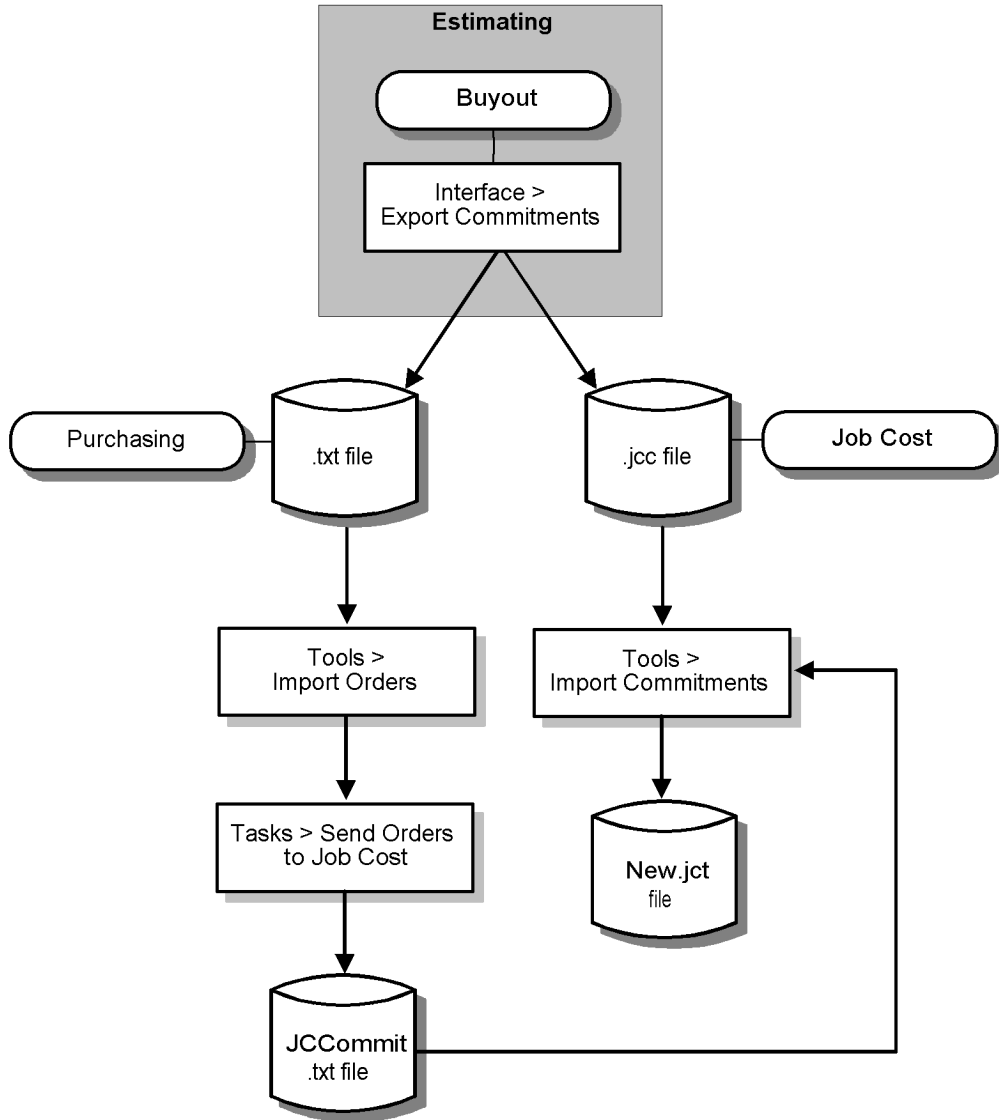 Estimating
Buyout
Interface >
Export Commitments
Purchasing
.txt file
.jcc file
Job Cost
Tools >
Import Orders
Tools >
Import Commitments
Tasks > Send Orders
to Job Cost
New.jct
file
JCCommit
.txt file